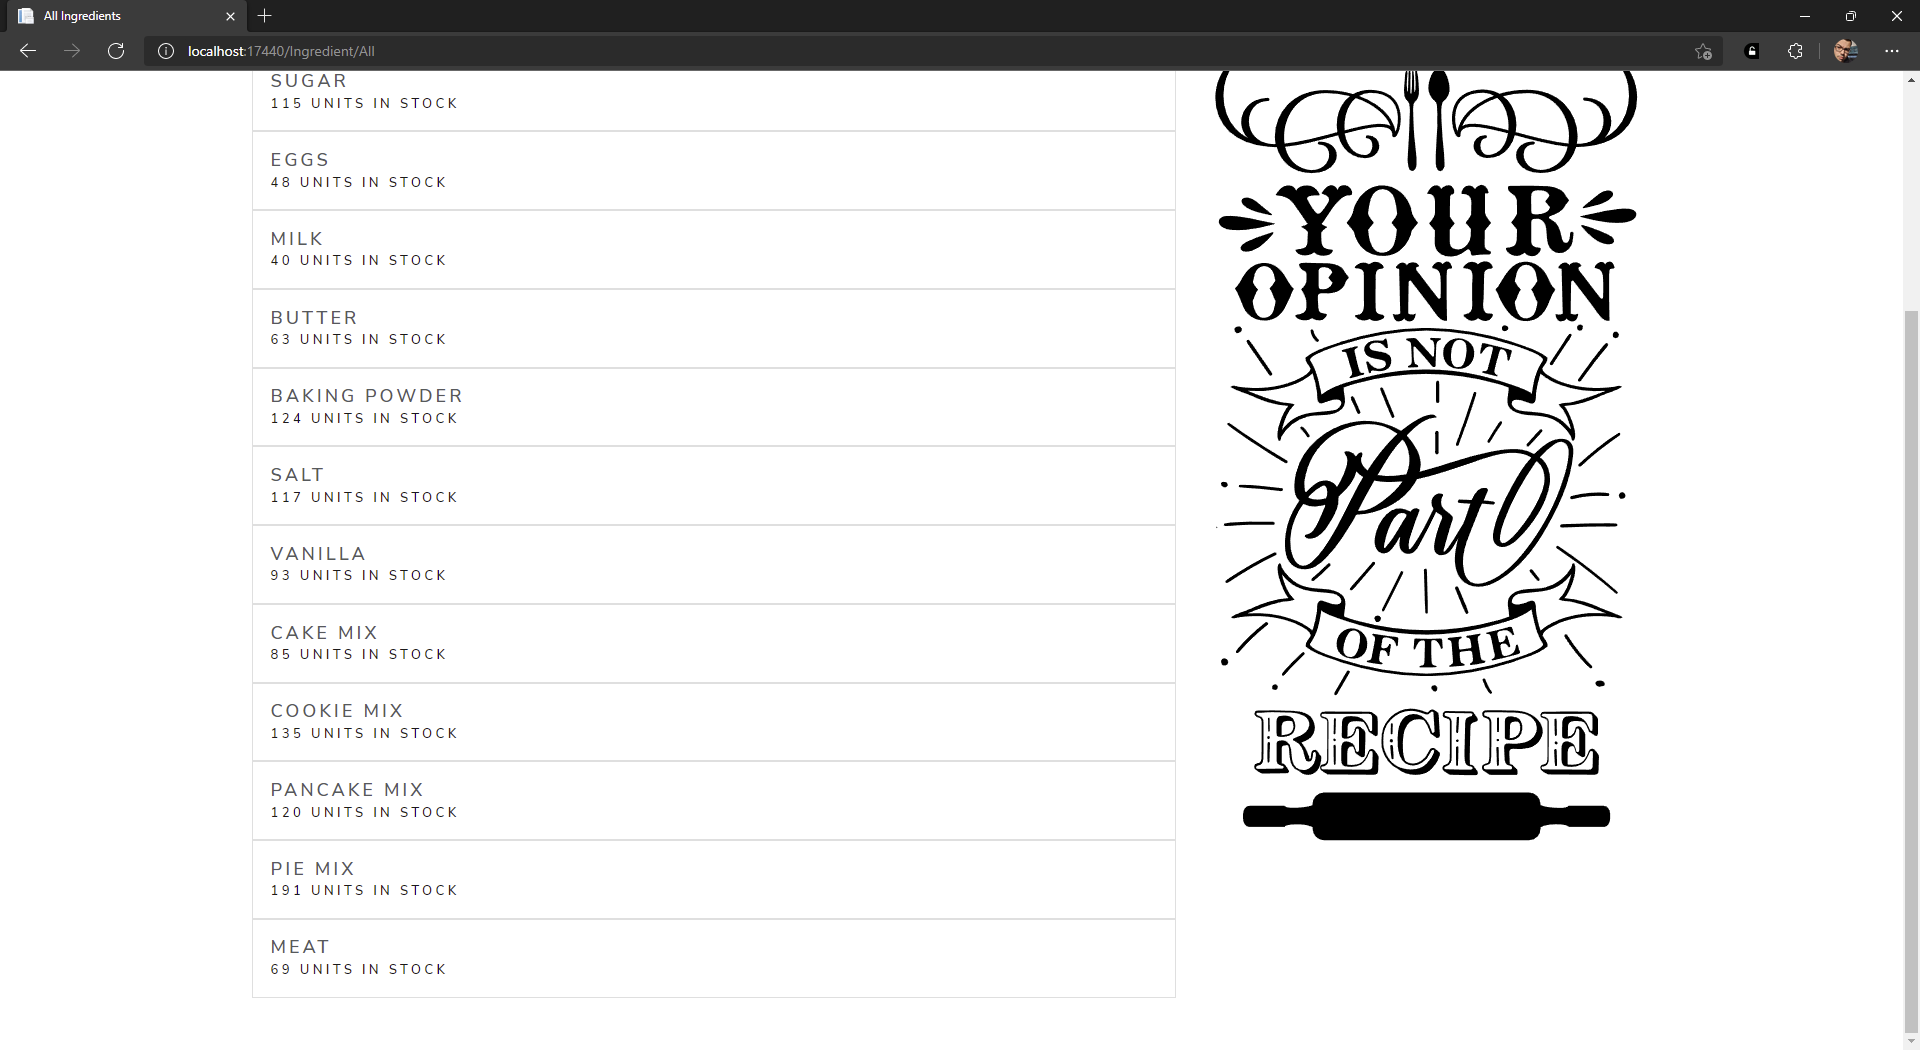 All Ingredients
localhost:17440/Ingredient/All
SUGAR
115 UNITS IN STOCK
EGGS
48 UNITS IN STOCK
MILK
40 UNITS IN STOCK
BUTTER
63 UNITS IN STOCK
BAKING POWDER
124 UNITS IN STOCK
SALT
117 UNITS IN STOCK
VANILLA
93 UNITS IN STOCK
CAKE MIX
85 UNITS IN STOCK
COOKIE MIX
135 UNITS IN STOCK
PANCAKE MIX
120 UNITS IN STOCK
PIE MIX
191 UNITS IN STOCK
MEAT
69 UNITS IN STOCK
YOUR
OPINION
IS NOT
Part
OF THE
RECIPE